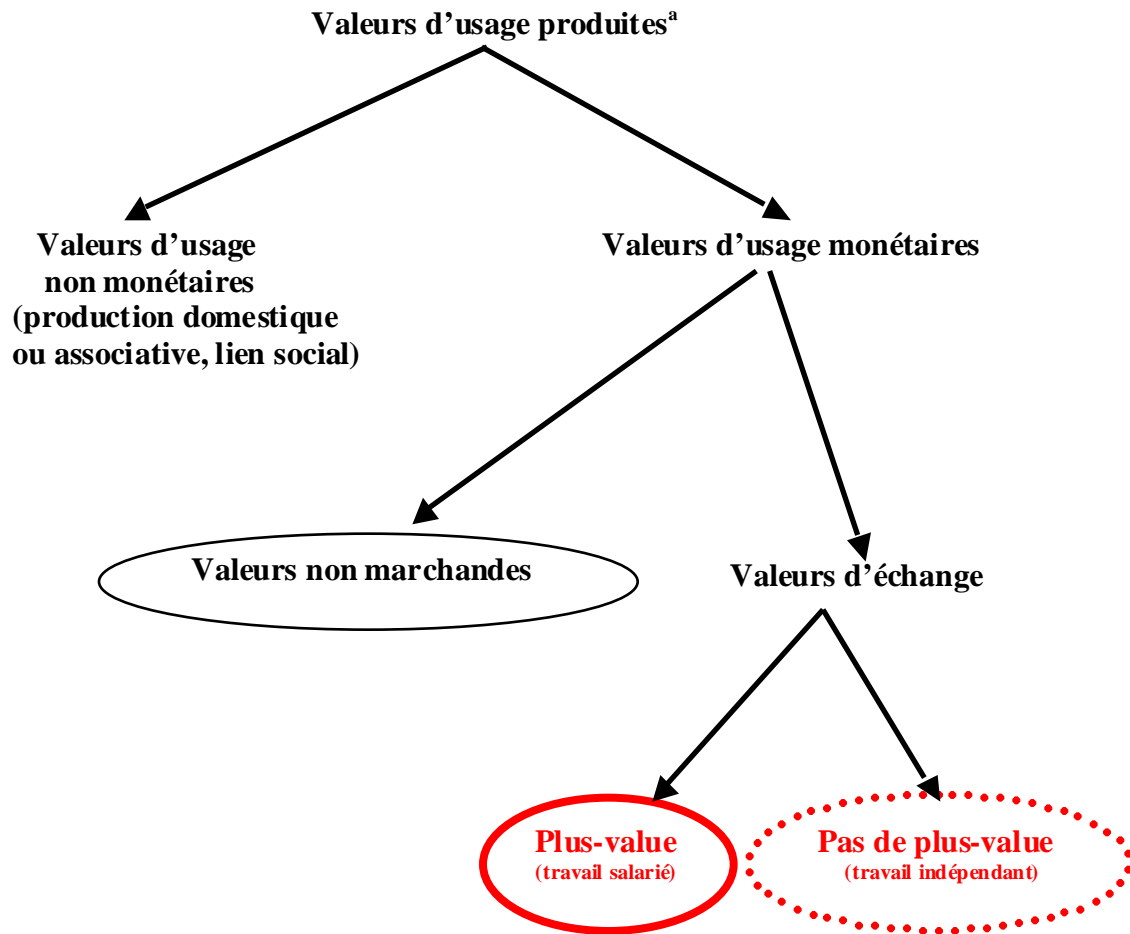 Valeurs d’usage produitesᵃ
Valeurs d’usage
non monétaires
(production domestique
ou associative, lien social)
Valeurs d’usage monétaires
Valeurs non marchandes
Valeurs d’échange
Plus-value
(travail salarié)
Pas de plus-value
(travail indépendant)